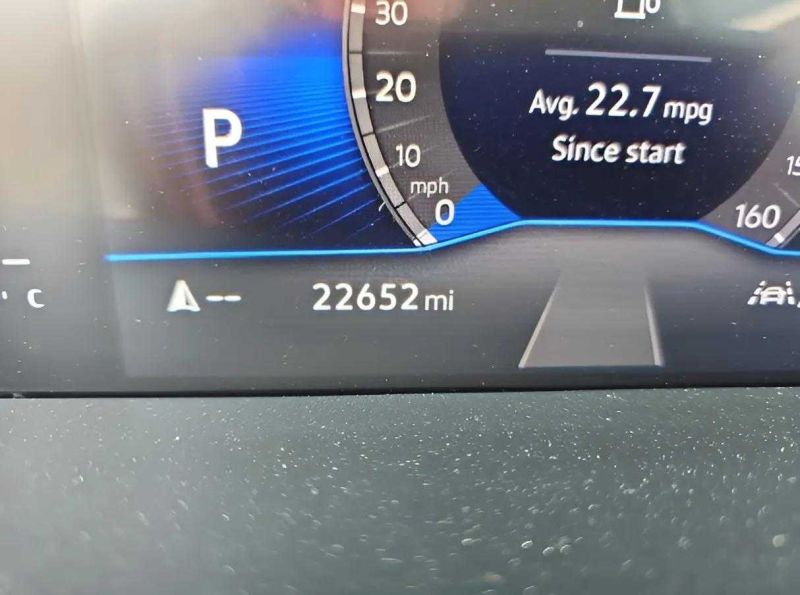 30
20
10
mph
0
P
Avg. 22.7 mpg
Since start
160
C
--
22652 mi